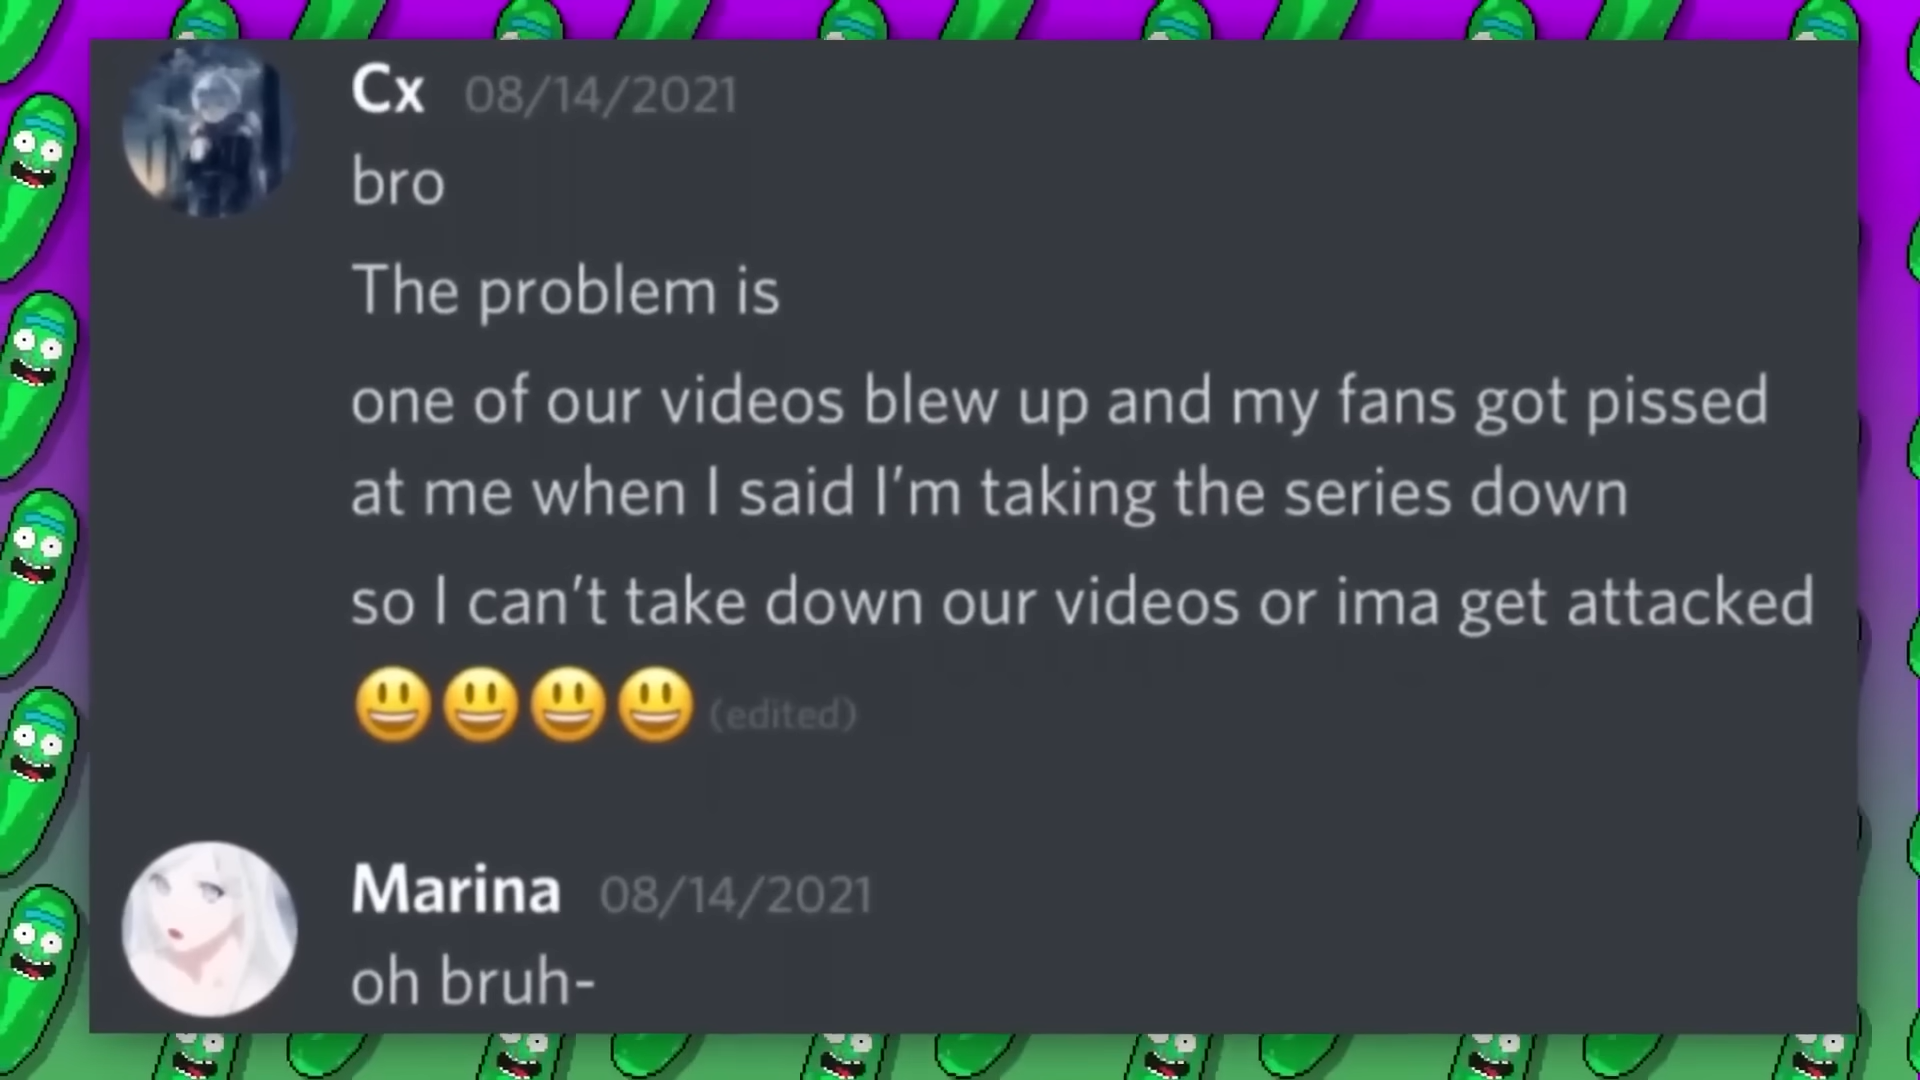 Cx 08/14/2021
bro
The problem is
one of our videos blew up and my fans got pissed
at me when I said I’m taking the series down
so I can’t take down our videos or ima get attacked
😃😃😃😃 (edited)
Marina 08/14/2021
oh bruh-